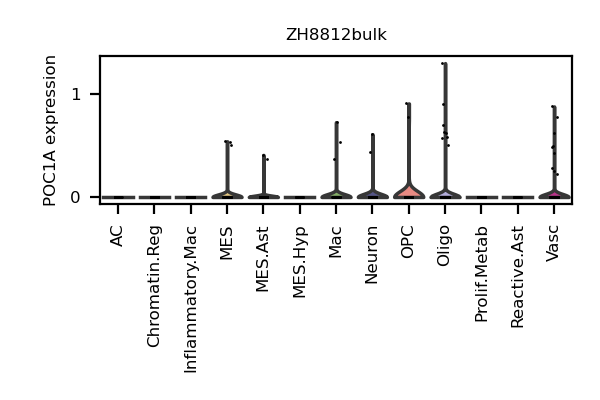 ZH8812bulk
POC1A expression
1
0
AC
Chromatin.Reg
Inflammatory.Mac
MES
MES.Ast
MES.Hyp
Mac
Neuron
OPC
Oligo
Prolif.Metab
Reactive.Ast
Vasc